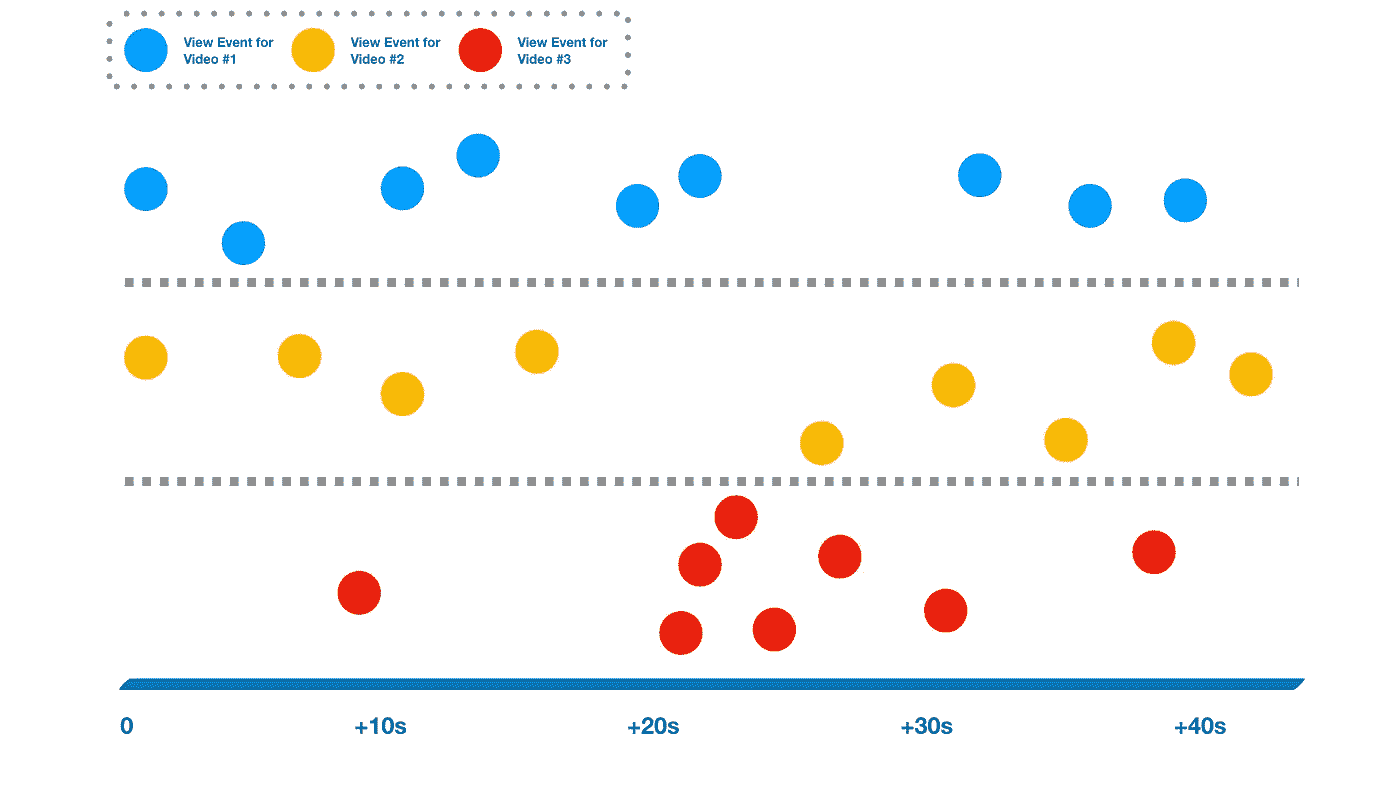 View Event for
Video #1
View Event for
Video #2
View Event for
Video #3
0
+10s
+20s
+30s
+40s